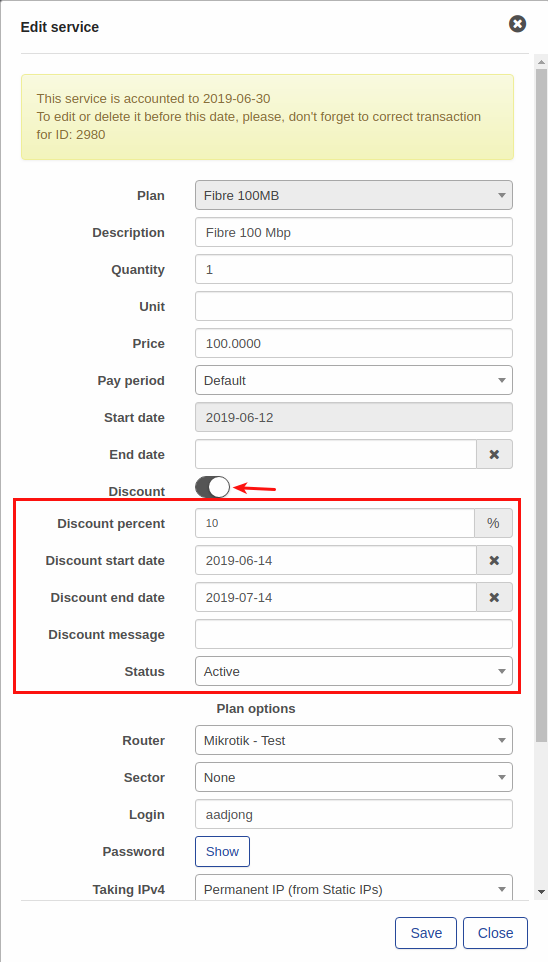 Edit service
This service is accounted to 2019-06-30
To edit or delete it before this date, please, don't forget to correct transaction
for ID: 2980
Plan Fibre 100MB
Description Fibre 100 Mbp
Quantity 1
Unit
Price 100.0000
Pay period Default
Start date 2019-06-12
End date
Discount
Discount percent 10 %
Discount start date 2019-06-14
Discount end date 2019-07-14
Discount message
Status Active
Plan options
Router Mikrotik - Test
Sector None
Login aadjong
Password Show
Taking IPv4 Permanent IP (from Static IPs)
Save Close